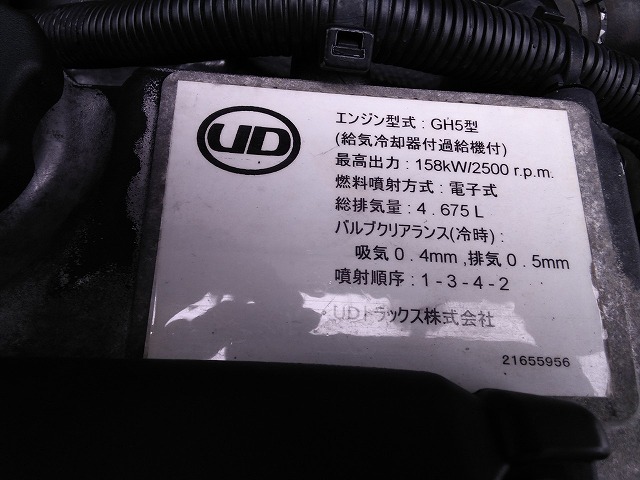 UD
エンジン型式 : GH5型
(給気冷却器付過給機付)
最高出力 : 158kW/2500 r.p.m.
燃料噴射方式 : 電子式
総排気量 : 4 . 675 L
バルブクリアランス(冷時) :
吸気 0 . 4mm ,排気 0 . 5mm
噴射順序 : 1 - 3 - 4 - 2
UDトラックス株式会社
21655956